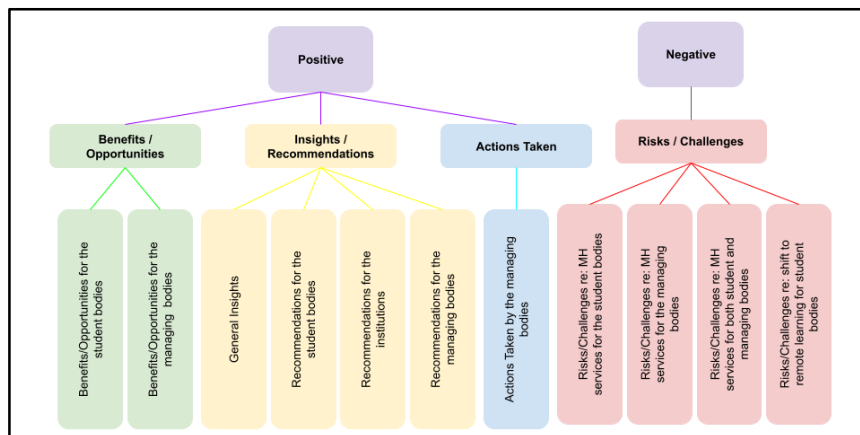 Positive
Negative
Benefits /
Opportunities
Insights /
Recommendations
Actions Taken
Risks / Challenges
Benefits/Opportunities for the
student bodies
Benefits/Opportunities for the
managing bodies
General Insights
Recommendations for the
student bodies
Recommendations for the
institutions
Recommendations for the
managing bodies
Actions Taken by the managing
bodies
Risks/Challenges re: MH
services for the student bodies
Risks/Challenges re: MH
services for the managing
bodies
Risks/Challenges re: MH
services for both student and
managing bodies
Risks/Challenges re: shift to
remote learning for student
bodies